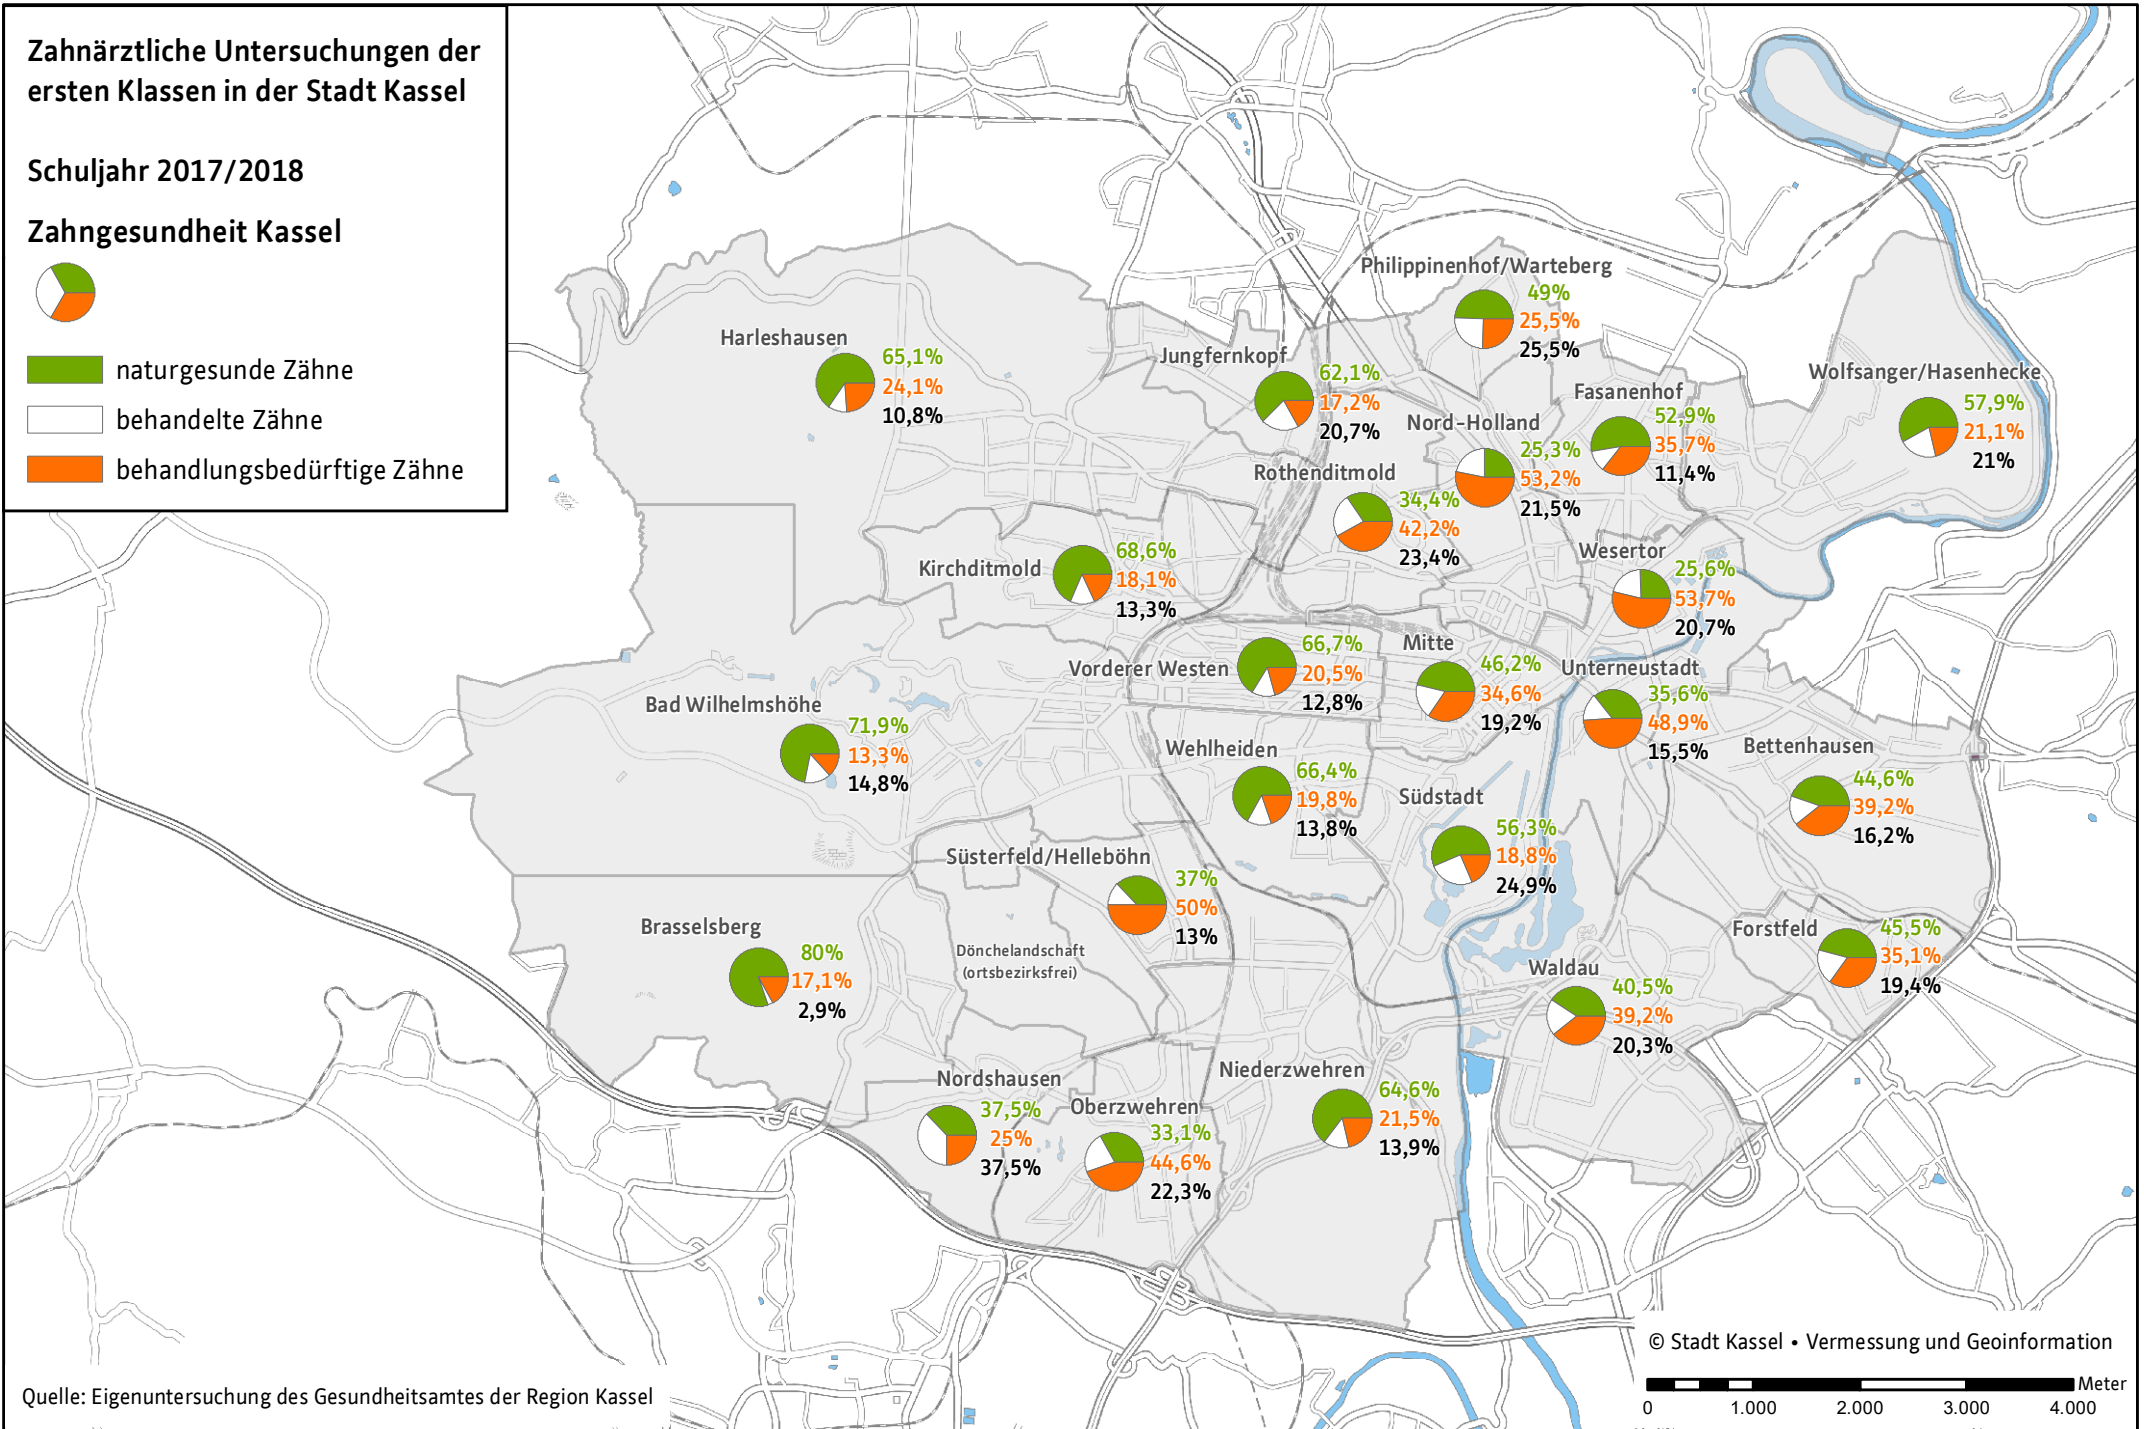 Zahnärztliche Untersuchungen der
ersten Klassen in der Stadt Kassel
Schuljahr 2017/2018
Zahngesundheit Kassel
naturgesunde Zähne
behandelte Zähne
behandlungsbedürftige Zähne
Philippinenhof/Warteberg
49%
25,5%
25,5%
Harleshausen
65,1%
24,1%
10,8%
Jungfernkopf
62,1%
17,2%
20,7%
Fasanenhof
52,9%
35,7%
11,4%
Wolfsanger/Hasenhecke
57,9%
21,1%
21%
Nord-Holland
25,3%
53,2%
21,5%
Rothenditmold
34,4%
42,2%
23,4%
Kirchditmold
68,6%
18,1%
13,3%
Wesertor
25,6%
53,7%
20,7%
Vorderer Westen
66,7%
20,5%
12,8%
Mitte
46,2%
34,6%
19,2%
Unterneustadt
35,6%
48,9%
15,5%
Bad Wilhelmshöhe
71,9%
13,3%
14,8%
Wehlheiden
66,4%
19,8%
13,8%
Bettenhausen
44,6%
39,2%
16,2%
Südstadt
56,3%
18,8%
24,9%
Süsterfeld/Helleböhn
37%
50%
13%
Brasselsberg
80%
17,1%
2,9%
Dönchelandschaft
(ortsbezirksfrei)
Forstfeld
45,5%
35,1%
19,4%
Waldau
40,5%
39,2%
20,3%
Nordshausen
37,5%
25%
37,5%
Oberzwehren
33,1%
44,6%
22,3%
Niederzwehren
64,6%
21,5%
13,9%
© Stadt Kassel • Vermessung und Geoinformation
Meter
0 1.000 2.000 3.000 4.000
Quelle: Eigenuntersuchung des Gesundheitsamtes der Region Kassel